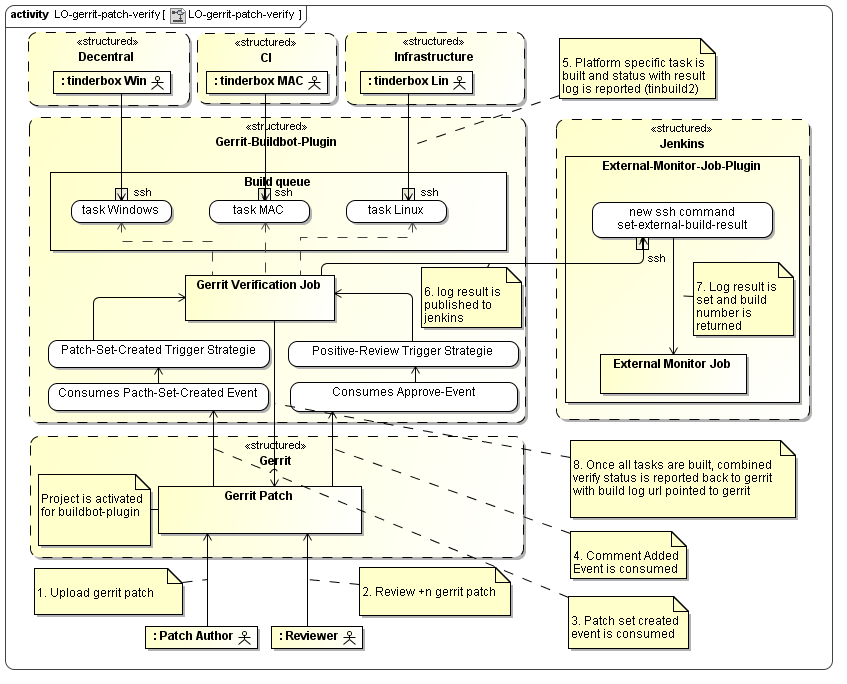 activity LO-gerrit-patch-verify [ LO-gerrit-patch-verify ]
«structured»
Decentral
: tinderbox Win
«structured»
CI
: tinderbox MAC
«structured»
Infrastructure
: tinderbox Lin
5. Platform specific task is
built and status with result
log is reported (tinbuild2)
«structured»
Gerrit-Buildbot-Plugin
Build queue
ssh
ssh
ssh
task Windows
task MAC
task Linux
Gerrit Verification Job
6. log result is
published to
jenkins
Patch-Set-Created Trigger Strategie
Positive-Review Trigger Strategie
Consumes Pacth-Set-Created Event
Consumes Approve-Event
«structured»
Jenkins
External-Monitor-Job-Plugin
new ssh command
set-external-build-result
ssh
7. Log result is
set and build
number is
returned
External Monitor Job
«structured»
Gerrit
Project is activated
for buildbot-plugin
Gerrit Patch
8. Once all tasks are built, combined
verify status is reported back to gerrit
with build log url pointed to gerrit
4. Comment Added
Event is consumed
1. Upload gerrit patch
2. Review +n gerrit patch
3. Patch set created
event is consumed
: Patch Author
: Reviewer